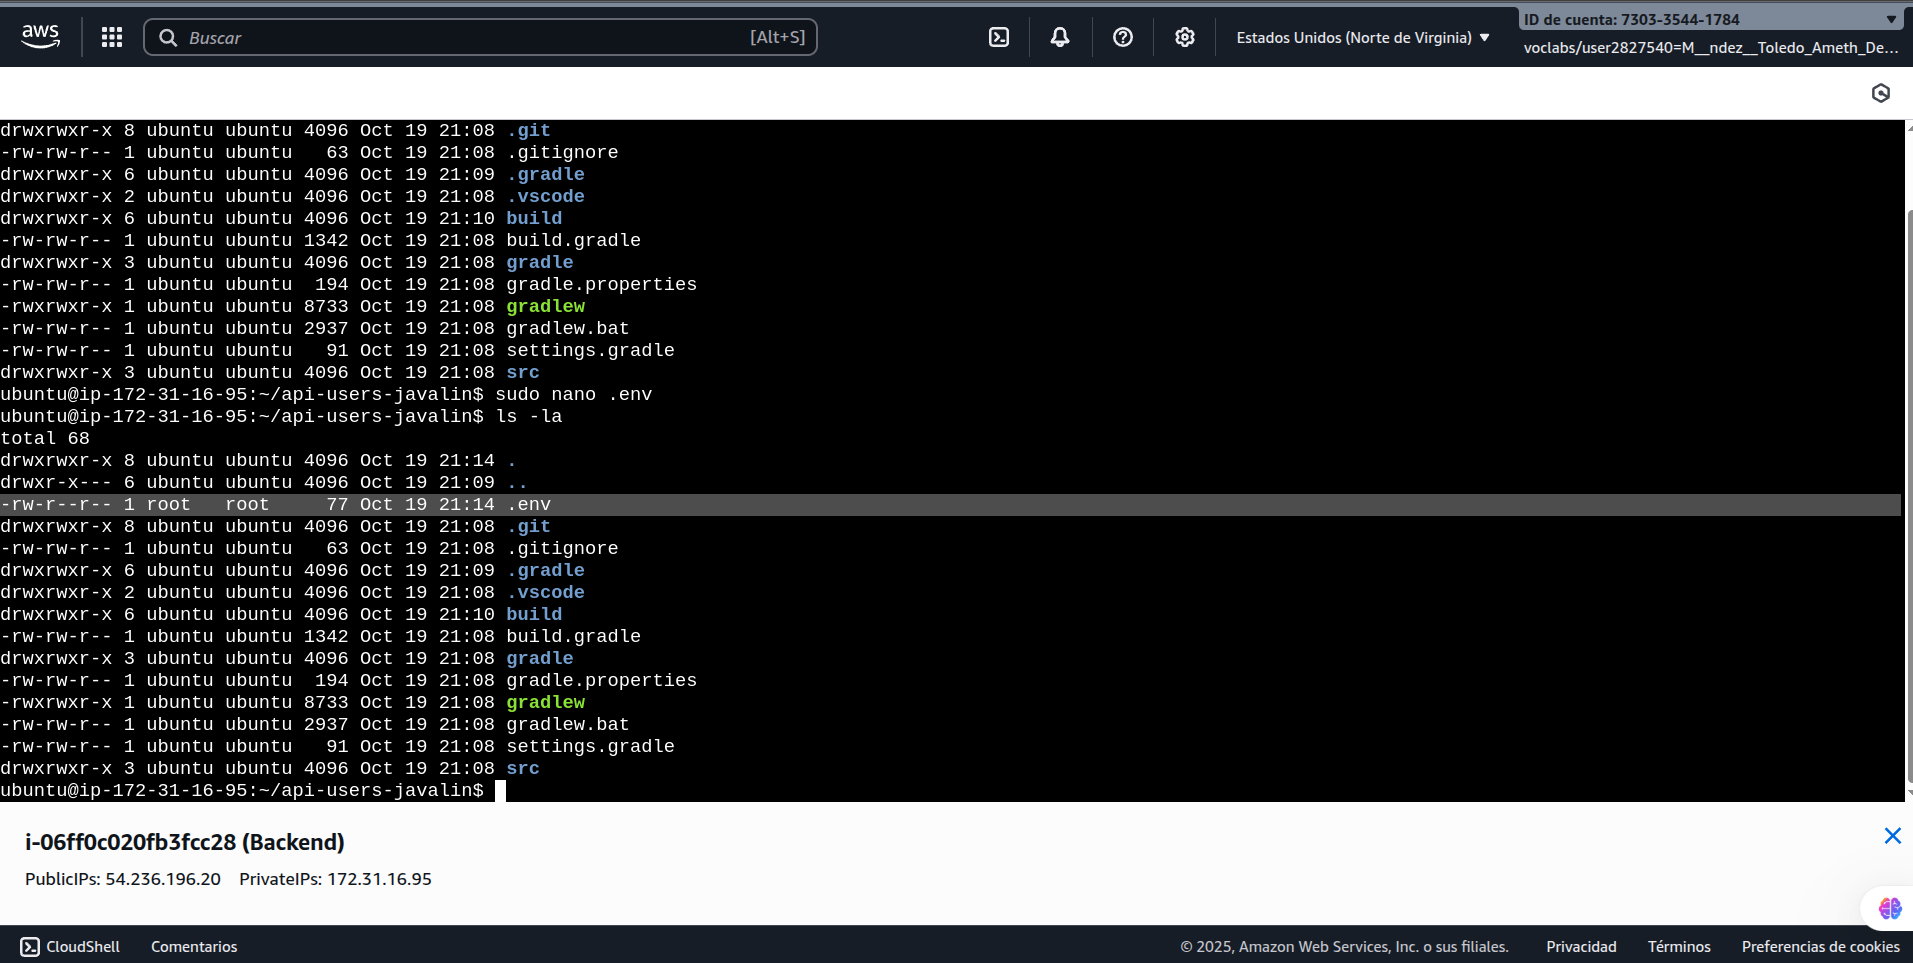 aws
Buscar [Alt+S]
Estados Unidos (Norte de Virginia)
ID de cuenta: 7303-3544-1784
voclabs/user2827540=M__ndez__Toledo_Ameth_De...
drwxrwxr-x 8 ubuntu ubuntu 4096 Oct 19 21:08 .git
-rw-rw-r-- 1 ubuntu ubuntu   63 Oct 19 21:08 .gitignore
drwxrwxr-x 6 ubuntu ubuntu 4096 Oct 19 21:09 .gradle
drwxrwxr-x 2 ubuntu ubuntu 4096 Oct 19 21:08 .vscode
drwxrwxr-x 6 ubuntu ubuntu 4096 Oct 19 21:10 build
-rw-rw-r-- 1 ubuntu ubuntu 1342 Oct 19 21:08 build.gradle
drwxrwxr-x 3 ubuntu ubuntu 4096 Oct 19 21:08 gradle
-rw-rw-r-- 1 ubuntu ubuntu  194 Oct 19 21:08 gradle.properties
-rwxrwxr-x 1 ubuntu ubuntu 8733 Oct 19 21:08 gradlew
-rw-rw-r-- 1 ubuntu ubuntu 2937 Oct 19 21:08 gradlew.bat
-rw-rw-r-- 1 ubuntu ubuntu   91 Oct 19 21:08 settings.gradle
drwxrwxr-x 3 ubuntu ubuntu 4096 Oct 19 21:08 src
ubuntu@ip-172-31-16-95:~/api-users-javalin$ sudo nano .env
ubuntu@ip-172-31-16-95:~/api-users-javalin$ ls -la
total 68
drwxrwxr-x 8 ubuntu ubuntu 4096 Oct 19 21:14 .
drwxr-x--- 6 ubuntu ubuntu 4096 Oct 19 21:09 ..
-rw-r--r-- 1 root   root     77 Oct 19 21:14 .env
drwxrwxr-x 8 ubuntu ubuntu 4096 Oct 19 21:08 .git
-rw-rw-r-- 1 ubuntu ubuntu   63 Oct 19 21:08 .gitignore
drwxrwxr-x 6 ubuntu ubuntu 4096 Oct 19 21:09 .gradle
drwxrwxr-x 2 ubuntu ubuntu 4096 Oct 19 21:08 .vscode
drwxrwxr-x 6 ubuntu ubuntu 4096 Oct 19 21:10 build
-rw-rw-r-- 1 ubuntu ubuntu 1342 Oct 19 21:08 build.gradle
drwxrwxr-x 3 ubuntu ubuntu 4096 Oct 19 21:08 gradle
-rw-rw-r-- 1 ubuntu ubuntu  194 Oct 19 21:08 gradle.properties
-rwxrwxr-x 1 ubuntu ubuntu 8733 Oct 19 21:08 gradlew
-rw-rw-r-- 1 ubuntu ubuntu 2937 Oct 19 21:08 gradlew.bat
-rw-rw-r-- 1 ubuntu ubuntu   91 Oct 19 21:08 settings.gradle
drwxrwxr-x 3 ubuntu ubuntu 4096 Oct 19 21:08 src
ubuntu@ip-172-31-16-95:~/api-users-javalin$
i-06ff0c020fb3fcc28 (Backend)
PublicIPs: 54.236.196.20 PrivateIPs: 172.31.16.95
CloudShell Comentarios © 2025, Amazon Web Services, Inc. o sus filiales. Privacidad Términos Preferencias de cookies